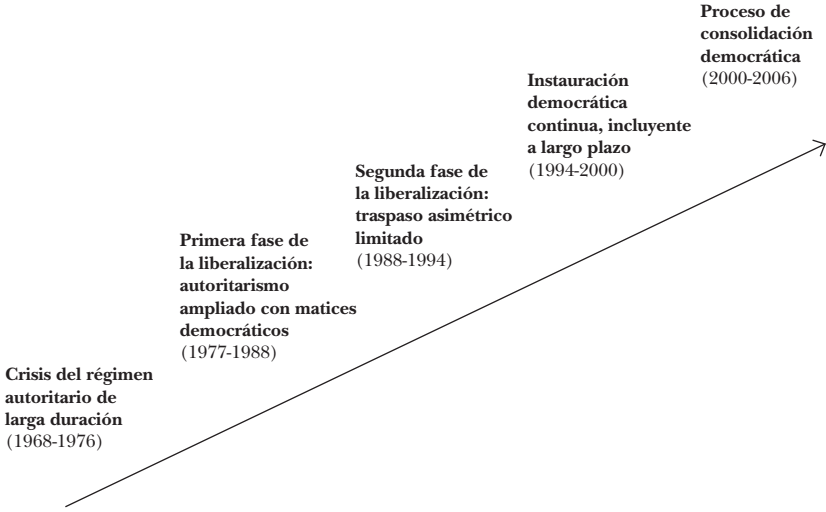 Proceso de
consolidación
democrática
(2000-2006)
Instauración
democrática
continua, incluyente
a largo plazo
(1994-2000)
Segunda fase de
la liberalización:
traspaso asimétrico
limitado
(1988-1994)
Primera fase de
la liberalización:
autoritarismo
ampliado con matices
democráticos
(1977-1988)
Crisis del régimen
autoritario de
larga duración
(1968-1976)